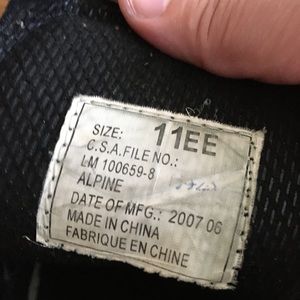 SIZE: 11EE
C.S.A.FILE NO.:
LM 100659-8
ALPINE
DATE OF MFG.: 2007 06
MADE IN CHINA
FABRIQUE EN CHINE